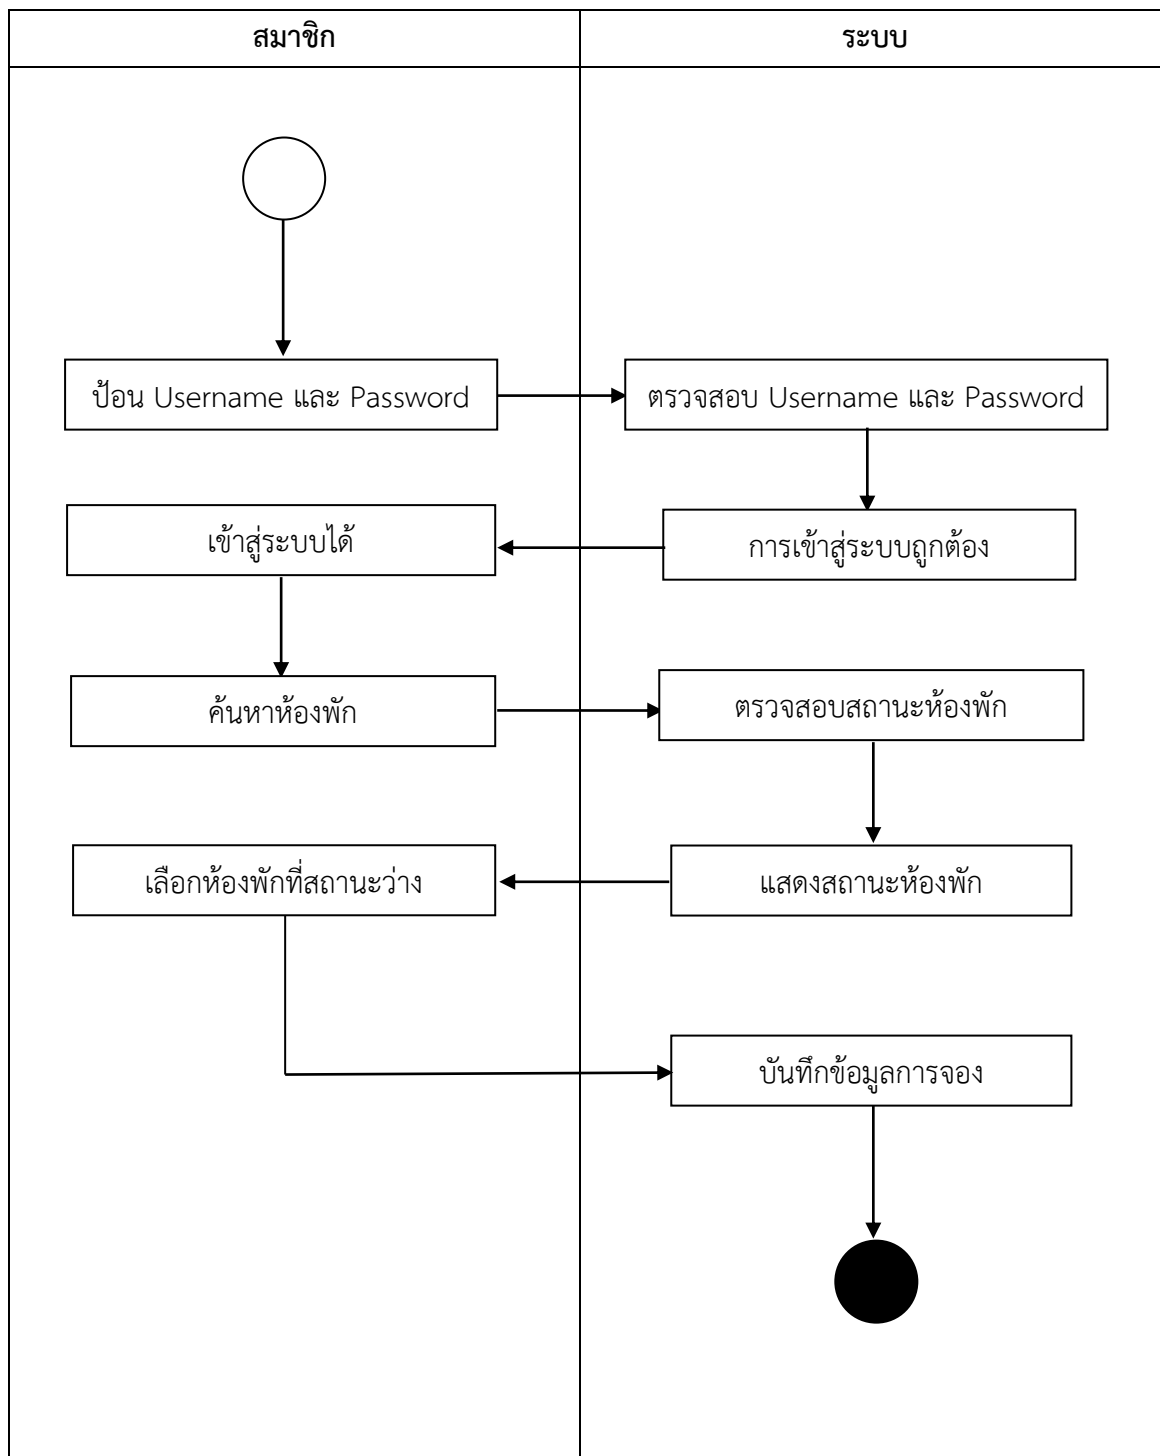 สมาชิก
ระบบ
ป้อน Username และ Password
ตรวจสอบ Username และ Password
เข้าสู่ระบบได้
การเข้าสู่ระบบถูกต้อง
ค้นหาห้องพัก
ตรวจสอบสถานะห้องพัก
เลือกห้องพักที่สถานะว่าง
แสดงสถานะห้องพัก
บันทึกข้อมูลการจอง